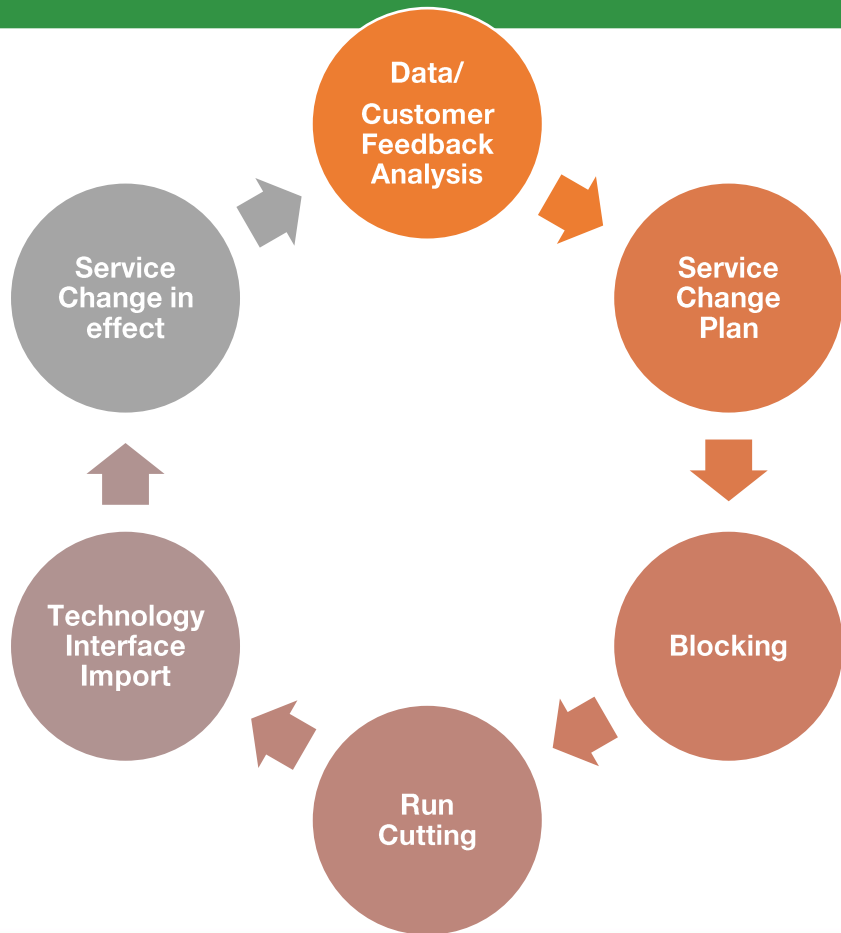 Data/
Customer
Feedback
Analysis
Service
Change
Plan
Blocking
Run
Cutting
Technology
Interface
Import
Service
Change in
effect